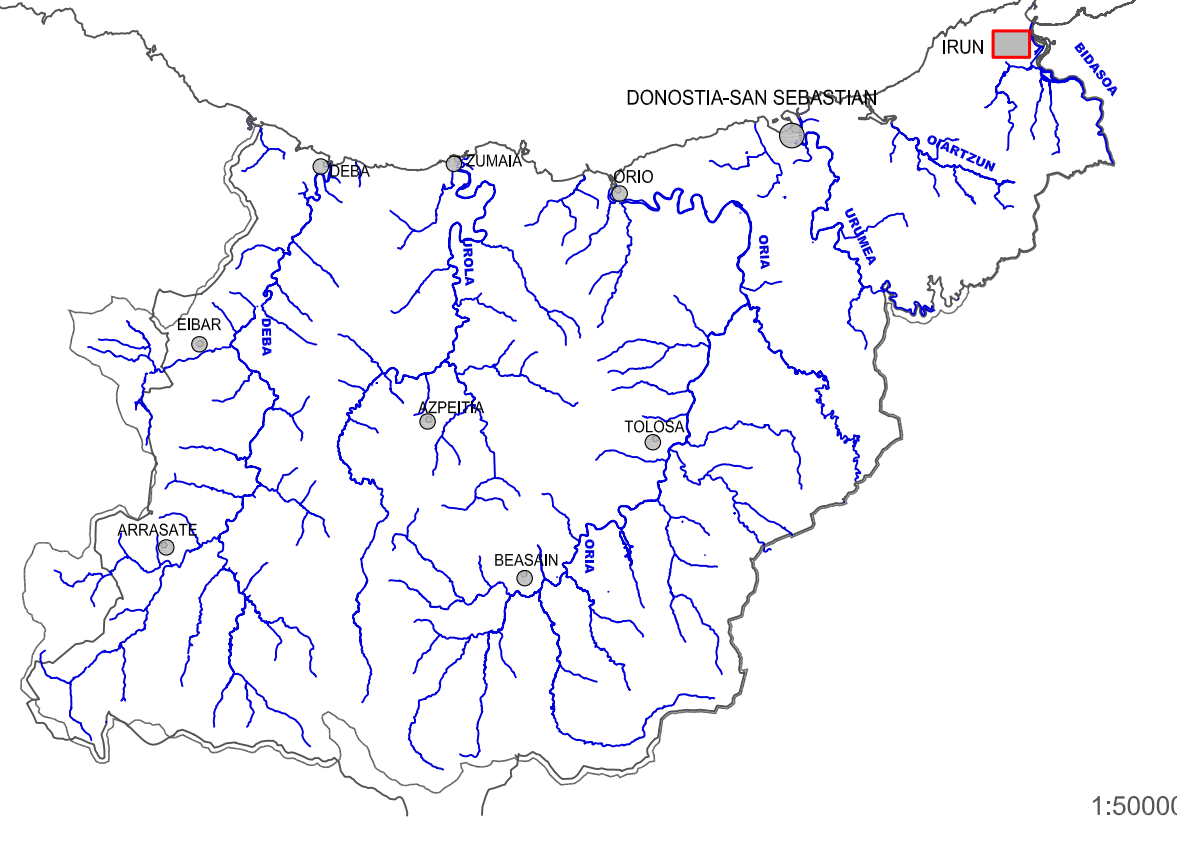 IRUN
BIDASOA
DONOSTIA-SAN SEBASTIAN
OIARTZUN
DEBA
ZUMAIA
ORIO
URUMEA
ORIA
UROLA
EIBAR
DEBA
AZPEITIA
TOLOSA
ARRASATE
BEASAIN
ORIA
1:50000